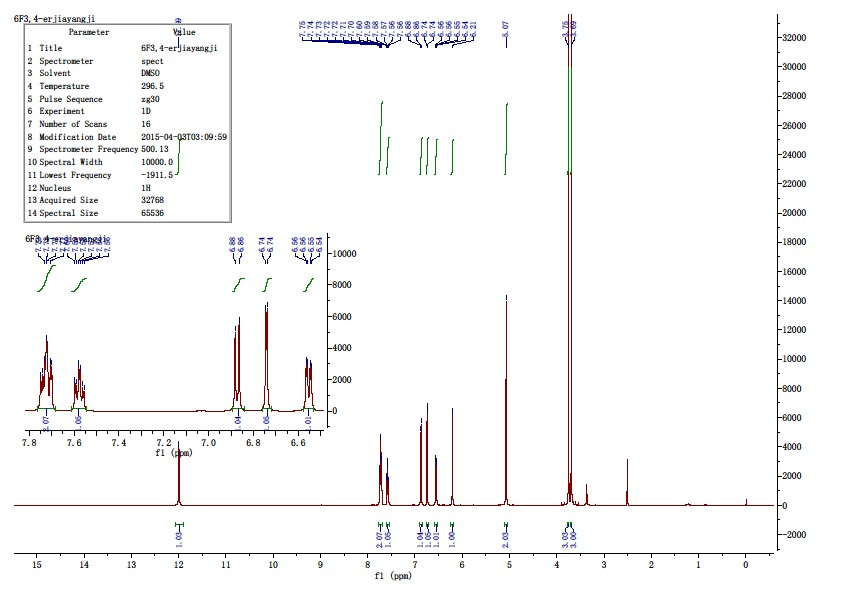 6F3,4-erjiayangji
Parameter Value
1 Title 6F3,4-erjiayangji
2 Spectrometer spect
3 Solvent DMSO
4 Temperature 296.5
5 Pulse Sequence zg30
6 Experiment 1D
7 Number of Scans 16
8 Modification Date 2015-04-03T03:09:59
9 Spectrometer Frequency 500.13
10 Spectral Width 10000.0
11 Lowest Frequency -1911.5
12 Nucleus 1H
13 Acquired Size 32768
14 Spectral Size 65536
7.75 7.74 7.73 7.72 7.72 7.71 7.70 7.60 7.59 7.58 7.57 7.56 7.56 6.88 6.86 6.74 6.74 6.56 6.56 6.55 6.54 6.21
5.07
3.75
3.69
32000
30000
28000
26000
24000
22000
20000
18000
16000
14000
12000
10000
8000
6000
4000
2000
0
-2000
6F3,4-erjiayangji
6.88 6.86 6.74 6.74 6.56 6.56 6.55 6.54
10000
8000
6000
4000
2000
0
2.07 1.05 1.04 1.05 1.01
7.8 7.6 7.4 7.2 7.0 6.8 6.6
f1 (ppm)
1.03 2.07 1.05 1.04 1.05 1.01 1.00 2.03 3.03 3.00
15 14 13 12 11 10 9 8 7 6 5 4 3 2 1 0
f1 (ppm)